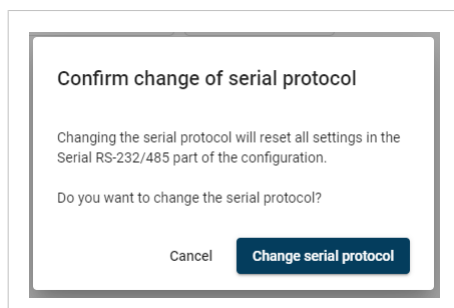 Confirm change of serial protocol
Changing the serial protocol will reset all settings in the
Serial RS-232/485 part of the configuration.
Do you want to change the serial protocol?
Cancel
Change serial protocol